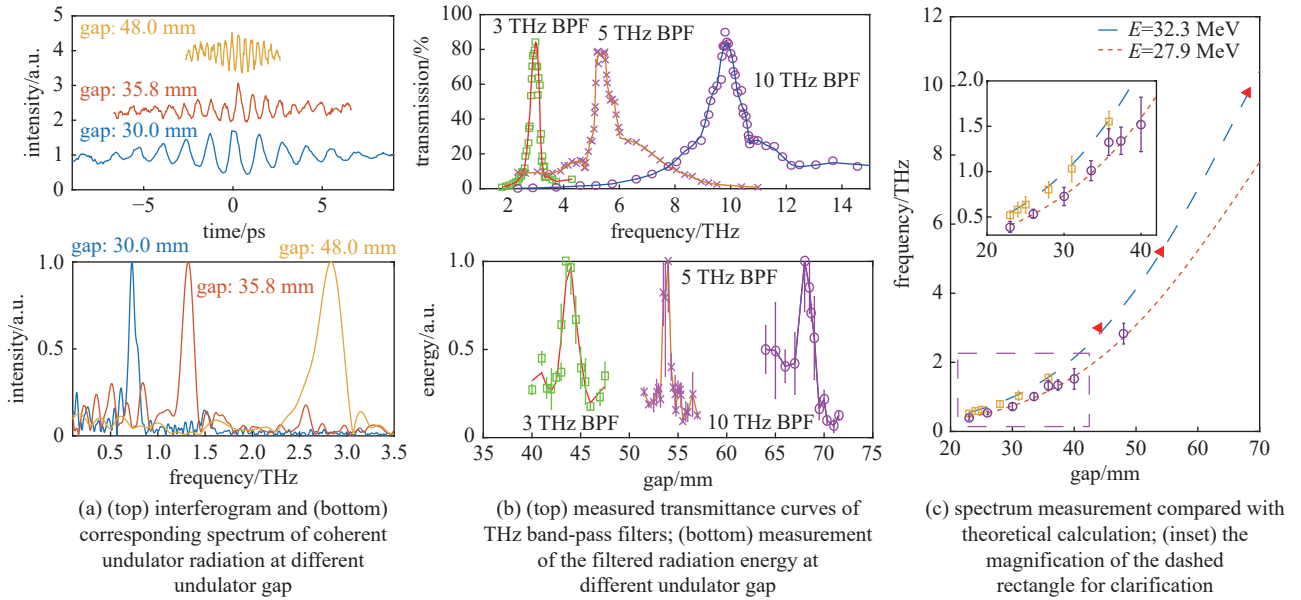 5
4
3
2
1
0
intensity/a.u.
gap: 48.0 mm
gap: 35.8 mm
gap: 30.0 mm
−5
0
5
time/ps
gap: 30.0 mm
gap: 48.0 mm
gap: 35.8 mm
1.0
0.5
0
intensity/a.u.
0.5
1.0
1.5
2.0
2.5
3.0
3.5
frequency/THz
(a) (top) interferogram and (bottom)
corresponding spectrum of coherent
undulator radiation at different
undulator gap
100
80
60
40
20
0
transmission/%
3 THz BPF
5 THz BPF
10 THz BPF
2
4
6
8
10
12
14
frequency/THz
1.0
0.5
0
energy/a.u.
5 THz BPF
3 THz BPF
10 THz BPF
35
40
45
50
55
60
65
70
75
gap/mm
(b) (top) measured transmittance curves of
THz band-pass filters; (bottom) measurement
of the filtered radiation energy at
different undulator gap
12
10
8
6
4
2
0
frequency/THz
E=32.3 MeV
E=27.9 MeV
2.0
1.5
1.0
0.5
20
30
40
20
30
40
50
60
70
gap/mm
(c) spectrum measurement compared with
theoretical calculation; (inset) the
magnification of the dashed
rectangle for clarification